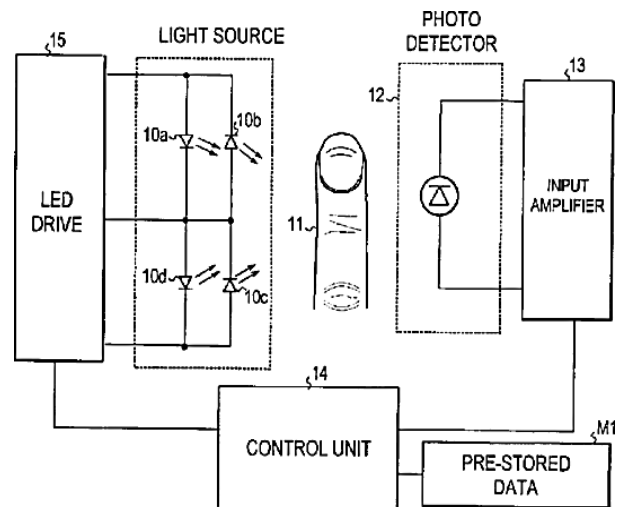 15
LIGHT SOURCE
PHOTO
DETECTOR
13
12
10a
10b
LED
DRIVE
11
INPUT
AMPLIFIER
10d
10c
14
CONTROL UNIT
M1
PRE-STORED
DATA